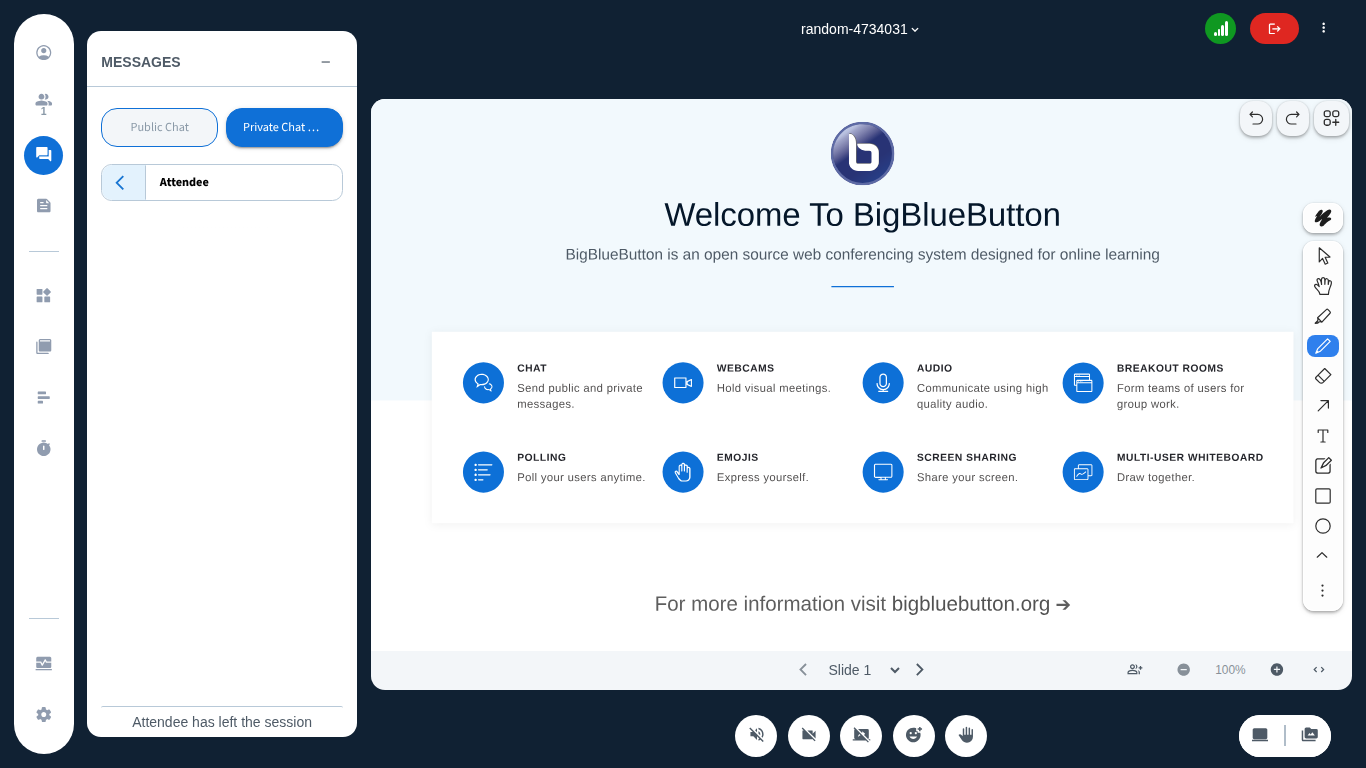 random-4734031
MESSAGES
1
Public Chat
Private Chat ...
Attendee
Attendee has left the session
Welcome To BigBlueButton
BigBlueButton is an open source web conferencing system designed for online learning
CHAT
Send public and private
messages.
WEBCAMS
Hold visual meetings.
AUDIO
Communicate using high
quality audio.
BREAKOUT ROOMS
Form teams of users for
group work.
POLLING
Poll your users anytime.
EMOJIS
Express yourself.
SCREEN SHARING
Share your screen.
MULTI-USER WHITEBOARD
Draw together.
For more information visit bigbluebutton.org ➔
Slide 1
100%